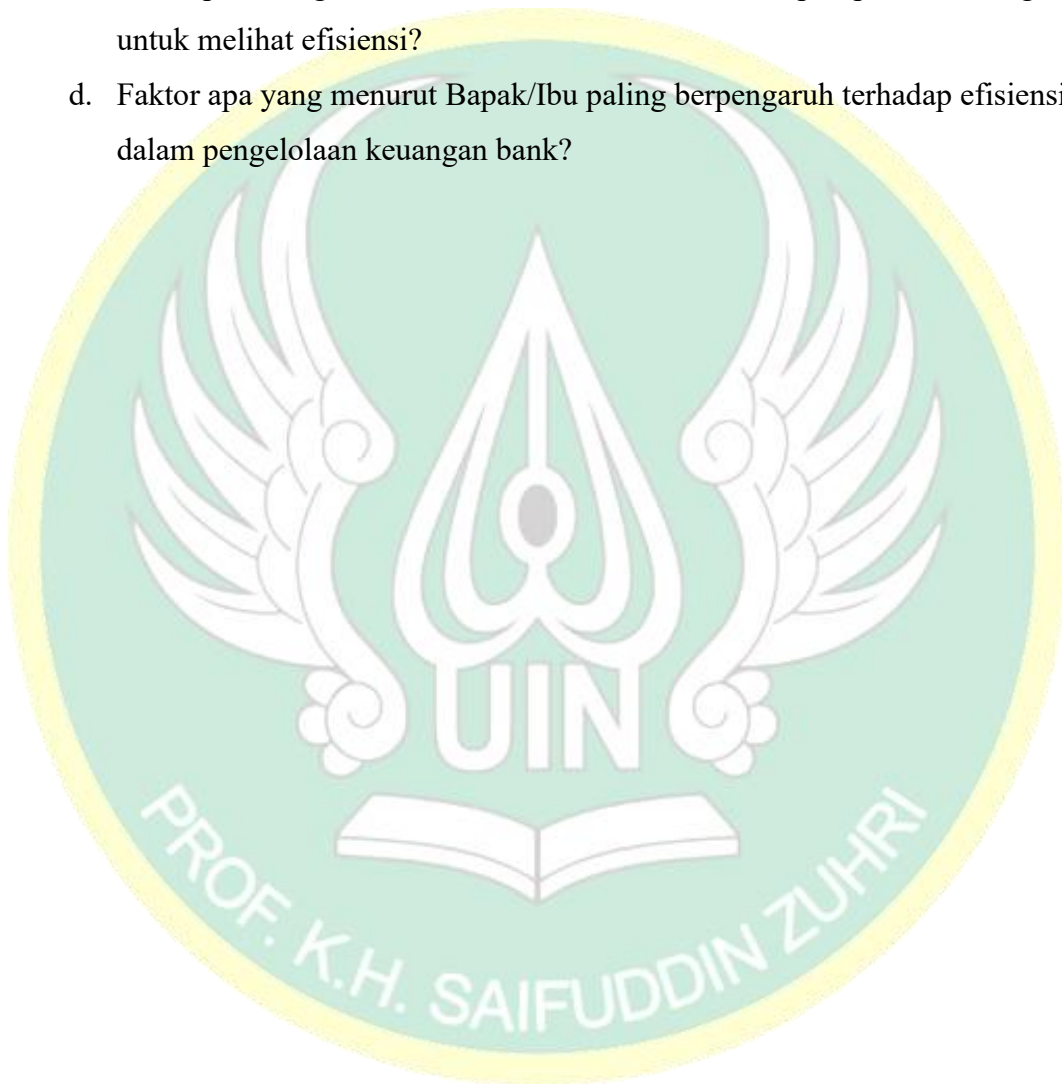 untuk melihat efisiensi?
d. Faktor apa yang menurut Bapak/Ibu paling berpengaruh terhadap efisiensi
dalam pengelolaan keuangan bank?
UIN
PROF. K.H. SAIFUDDIN ZUHRI